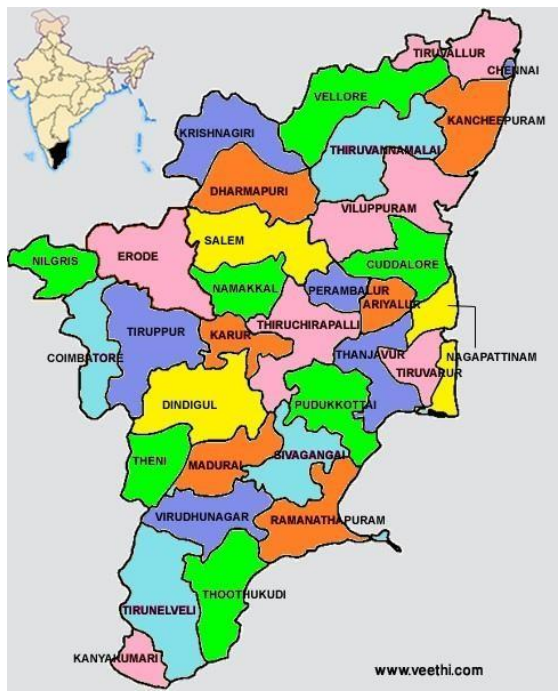 TIRUVALLUR
CHENNAI
VELLORE
KANCHEEPURAM
KRISHNAGIRI
THIRUVANNAMALAI
DHARMAPURI
VILUPPURAM
SALEM
ERODE
NILGRIS
CUDDALORE
NAMAKKAL
PERAMBALUR
ARIYALUR
TIRUPPUR
KARUR
THIRUCHIRAPALLI
COIMBATORE
THANJAVUR
NAGAPATTINAM
TIRUVARUR
DINDIGUL
PUDUKKOTTAI
THENI
MADURAI
SIVAGANGAI
VIRUDHUNAGAR
RAMANATHAPURAM
THOOTHUKUDI
TIRUNELVELI
KANYAKUMARI
www.veethi.com